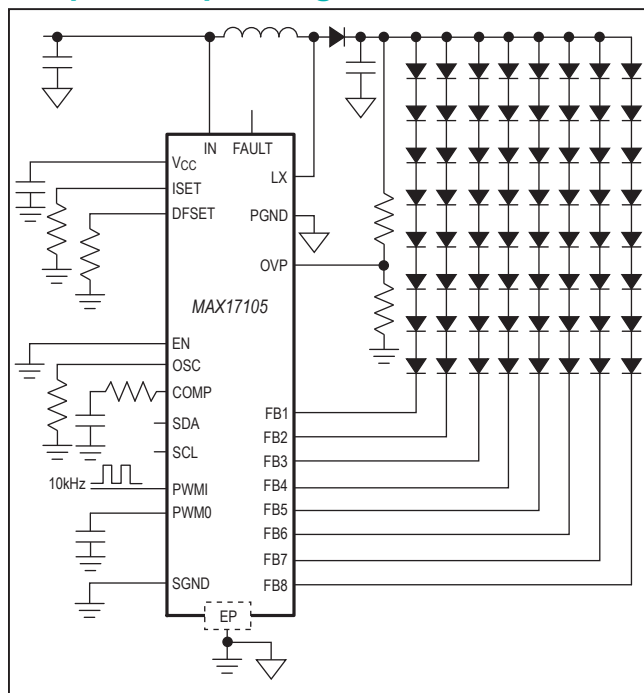 IN
FAULT
VCC
ISET
DFSET
LX
PGND
OVP
MAX17105
EN
OSC
COMP
SDA
SCL
10kHz
PWMI
PWM0
SGND
FB1
FB2
FB3
FB4
FB5
FB6
FB7
FB8
EP